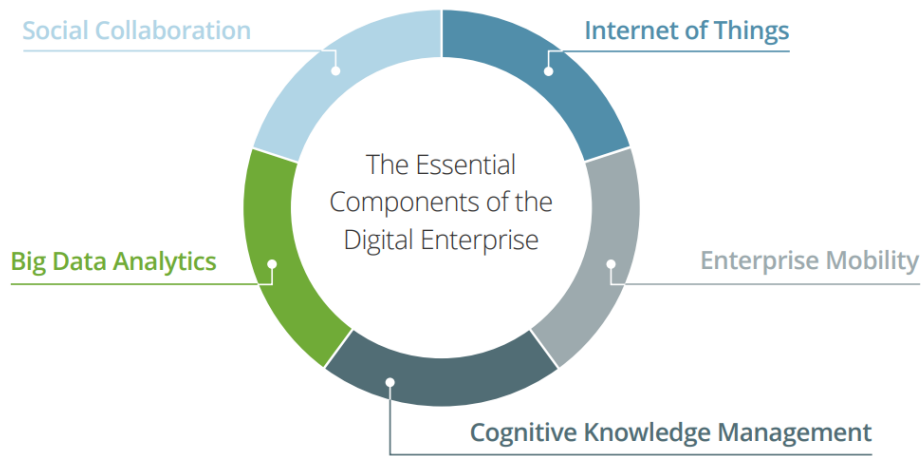 Social Collaboration
Internet of Things
The Essential
Components of the
Digital Enterprise
Big Data Analytics
Enterprise Mobility
Cognitive Knowledge Management